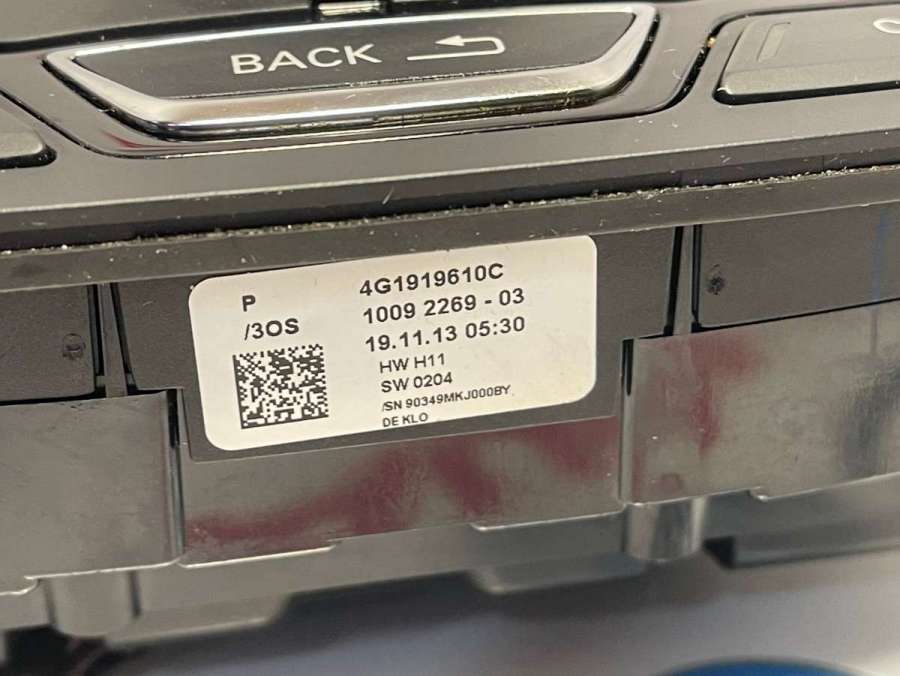 BACK
P
/3OS
4G1919610C
1009 2269 - 03
19.11.13 05:30
HW H11
SW 0204
/SN 90349MKJ000BY
DE KLO